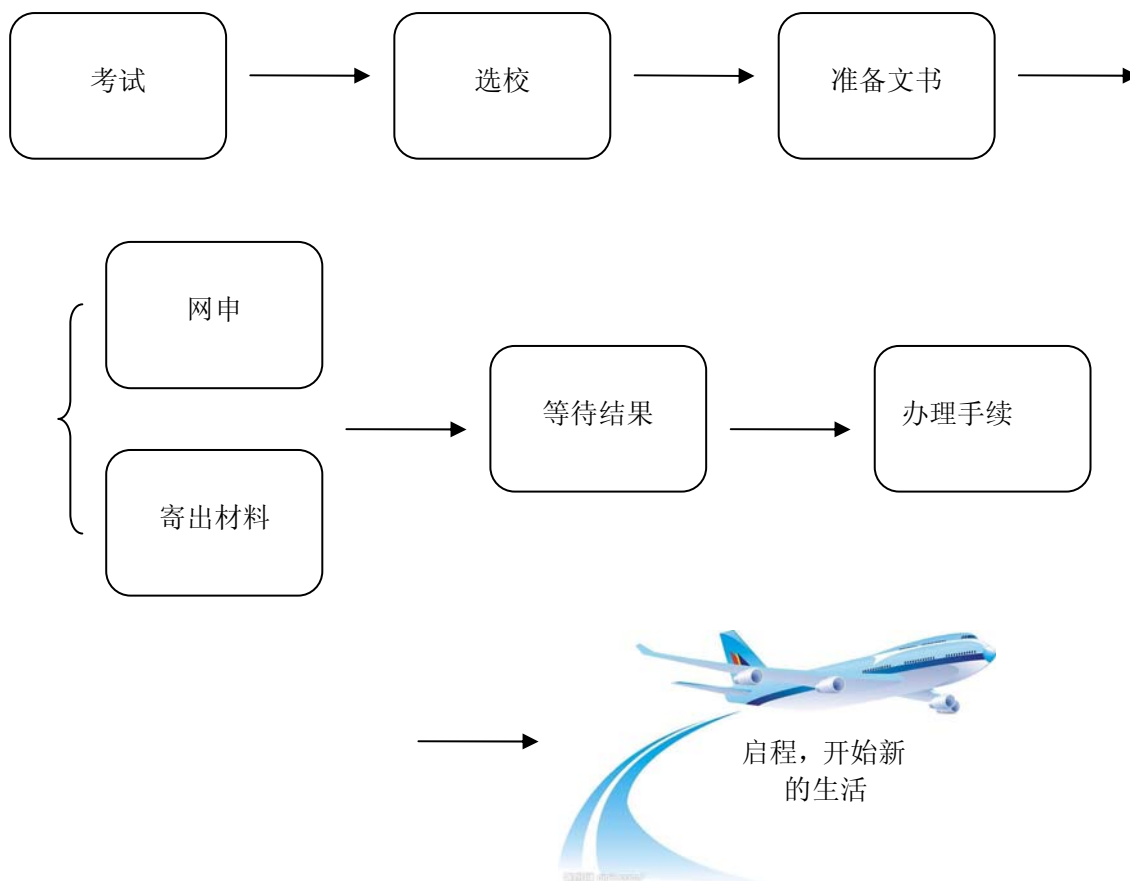 考试
选校
准备文书
网申
寄出材料
等待结果
办理手续
启程，开始新
的生活